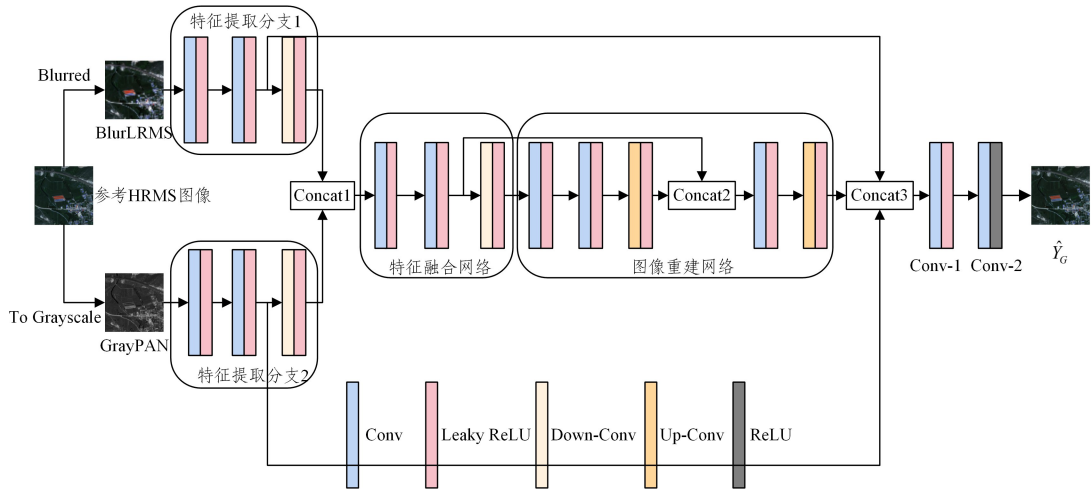 特征提取分支1
Blurred
BlurLRMS
参考HRMS图像
Concat1
特征融合网络
Concat2
图像重建网络
Concat3
Conv-1
Conv-2
Ŷ_G
To Grayscale
GrayPAN
特征提取分支2
Conv
Leaky ReLU
Down-Conv
Up-Conv
ReLU